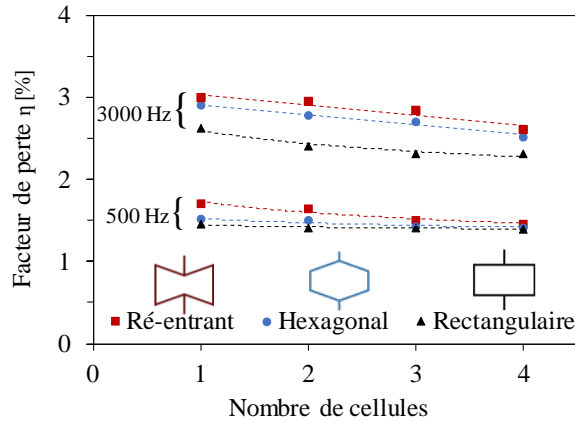 Facteur de perte η [%]
4
3
2
1
0
3000 Hz
500 Hz
Ré-entrant
Hexagonal
Rectangulaire
0
1
2
3
4
Nombre de cellules